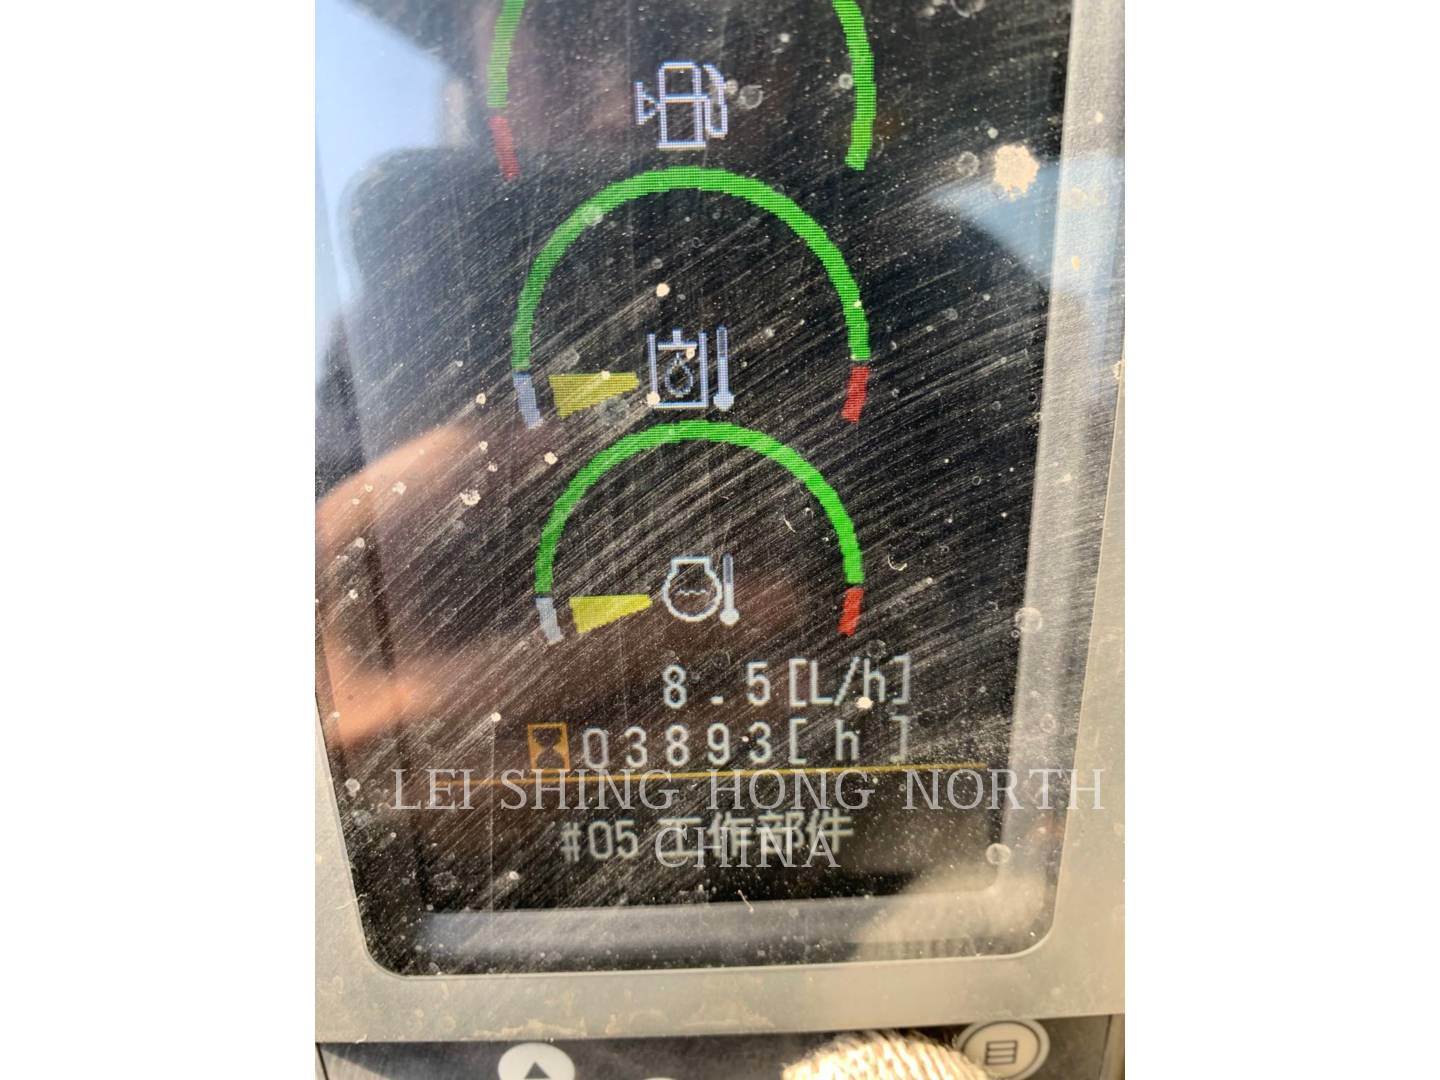 8.5[L/h]
03893[ h ]
LEI SHING HONG NORTH
#05 工作部件
CHINA